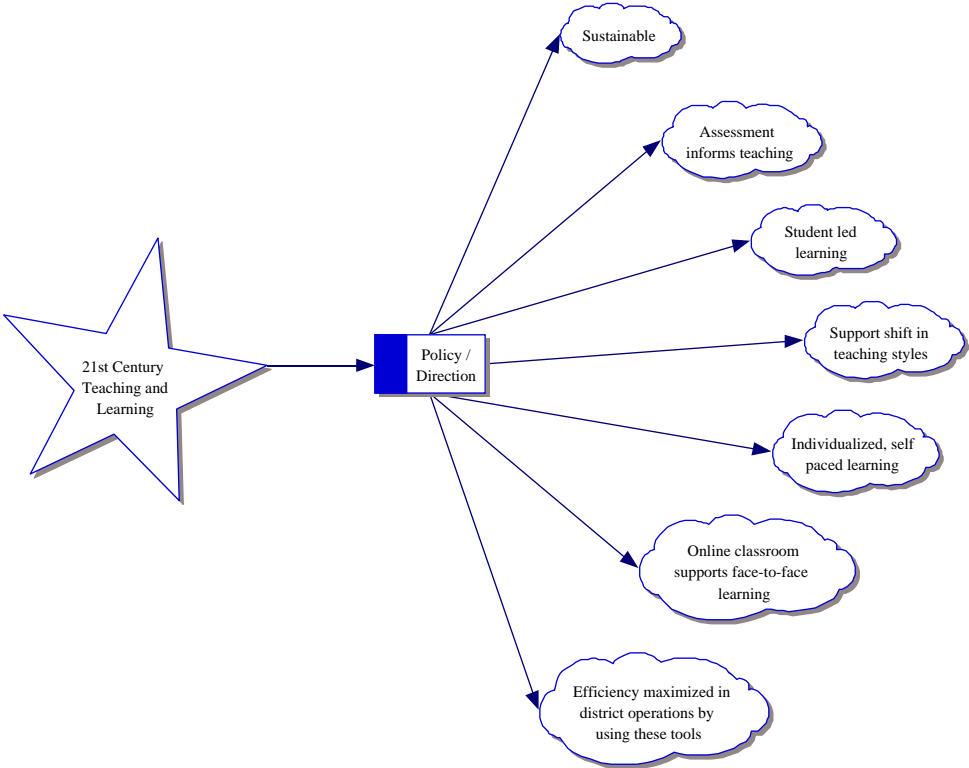 21st Century
Teaching and
Learning
Policy /
Direction
Sustainable
Assessment
informs teaching
Student led
learning
Support shift in
teaching styles
Individualized, self
paced learning
Online classroom
supports face-to-face
learning
Efficiency maximized in
district operations by
using these tools